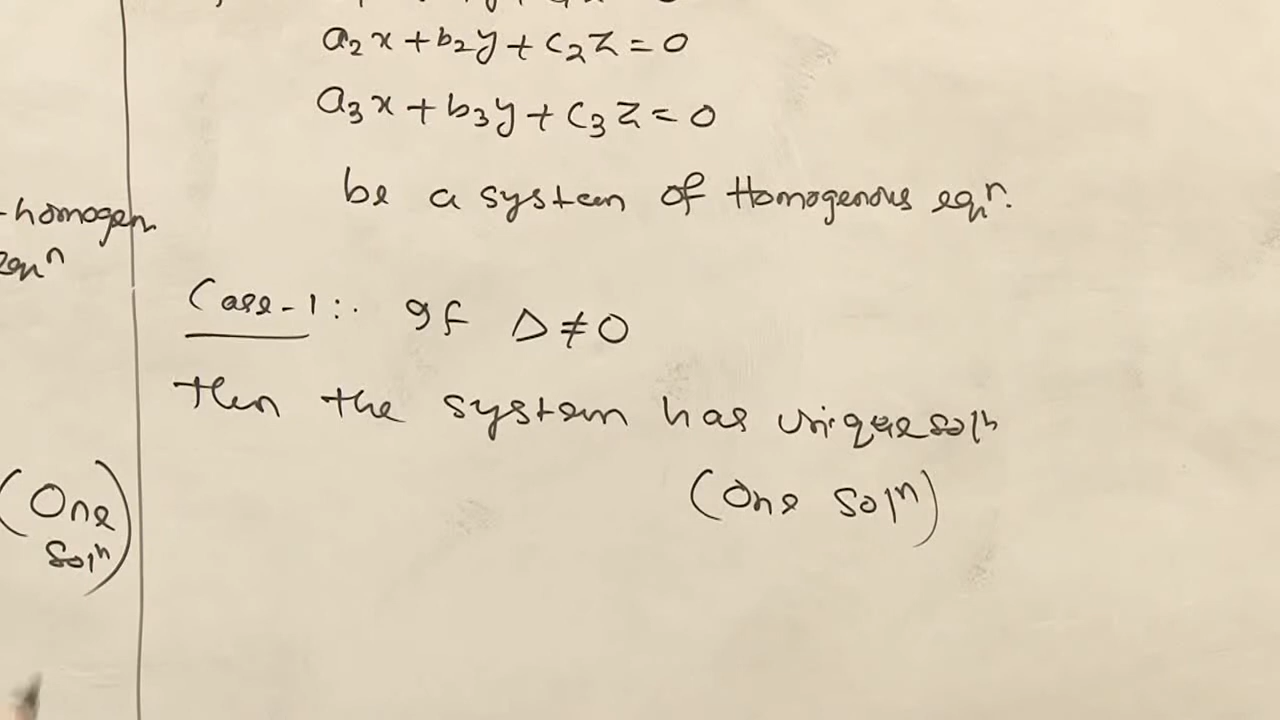 a₂x + b₂y + c₂z = 0
a₃x + b₃y + c₃z = 0
be a system of Homogenous eqⁿ.
-homogen
eqⁿ
Case-1:. If Δ ≠ 0
then the system has unique solⁿ
(One solⁿ)
(One
solⁿ)